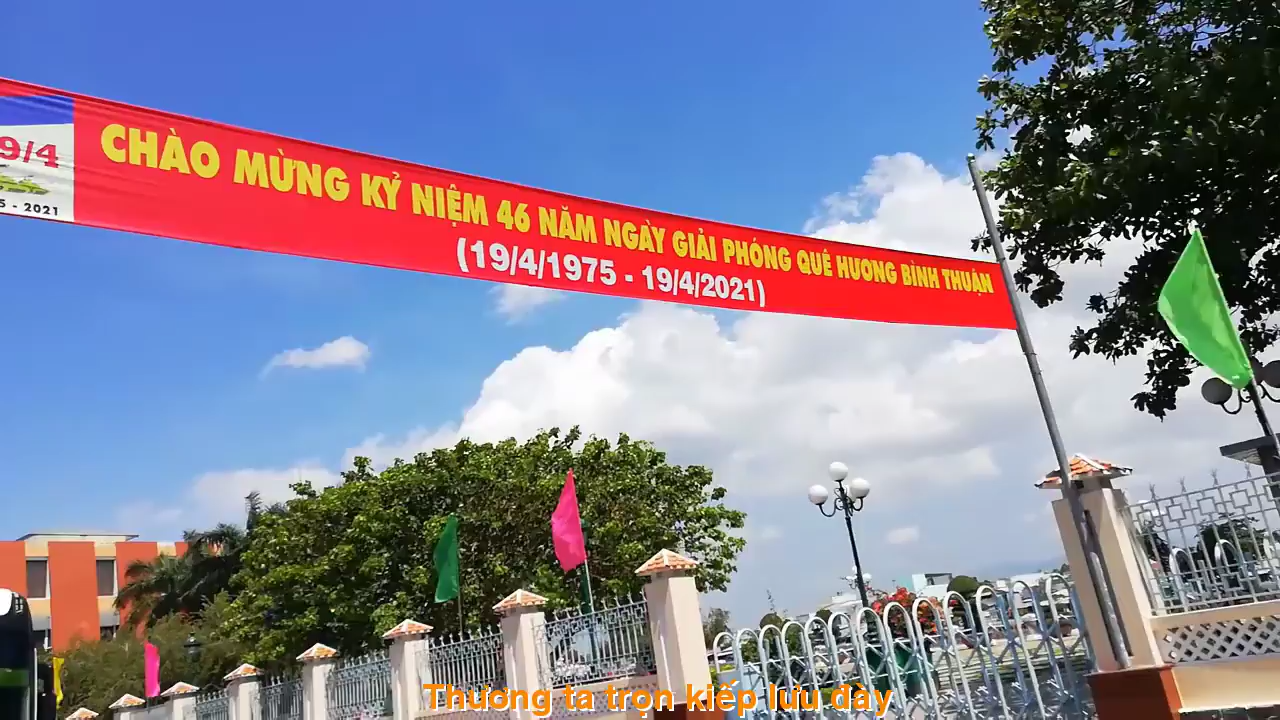 9/4
5 - 2021
CHÀO MỪNG KỶ NIỆM 46 NĂM NGÀY GIẢI PHÓNG QUÊ HƯƠNG BÌNH THUẬN
(19/4/1975 - 19/4/2021)
Thương ta trọn kiếp lưu đày